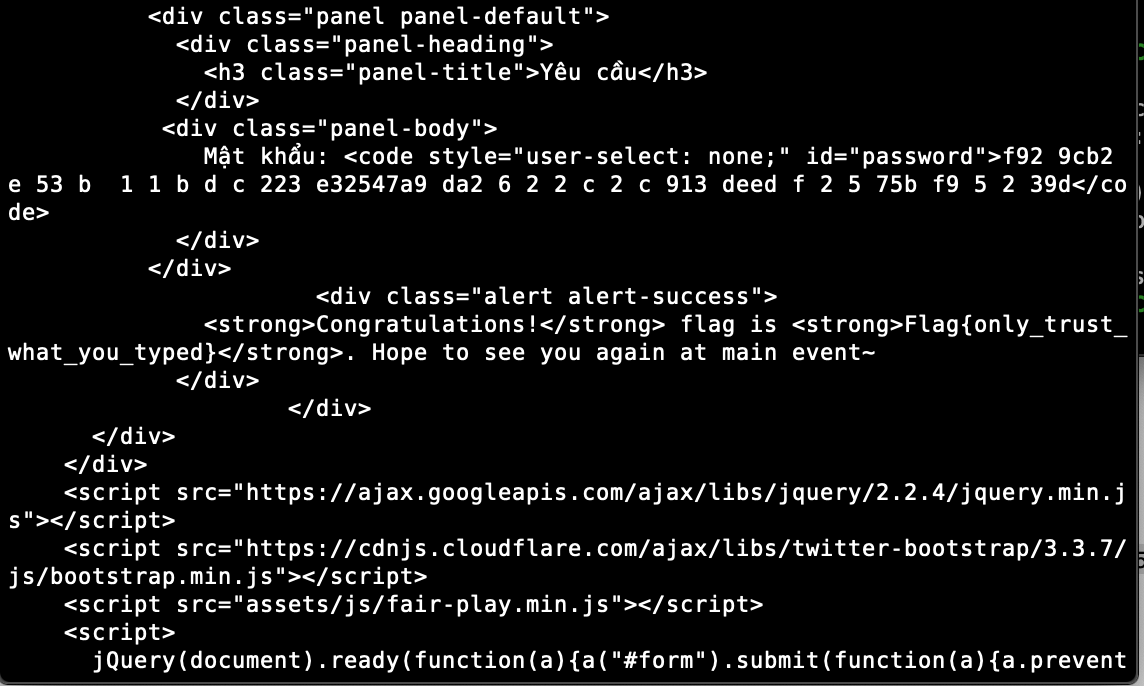 <div class="panel panel-default">
<div class="panel-heading">
<h3 class="panel-title">Yêu cầu</h3>
</div>
<div class="panel-body">
Mật khẩu: <code style="user-select: none;" id="password">f92 9cb2
e 53 b  1 1 b d c 223 e32547a9 da2 6 2 2 c 2 c 913 deed f 2 5 75b f9 5 2 39d</co
de>
</div>
</div>
<div class="alert alert-success">
<strong>Congratulations!</strong> flag is <strong>Flag{only_trust_
what_you_typed}</strong>. Hope to see you again at main event~
</div>
</div>
</div>
</div>
<script src="https://ajax.googleapis.com/ajax/libs/jquery/2.2.4/jquery.min.j
s"></script>
<script src="https://cdnjs.cloudflare.com/ajax/libs/twitter-bootstrap/3.3.7/
js/bootstrap.min.js"></script>
<script src="assets/js/fair-play.min.js"></script>
<script>
jQuery(document).ready(function(a){a("#form").submit(function(a){a.prevent